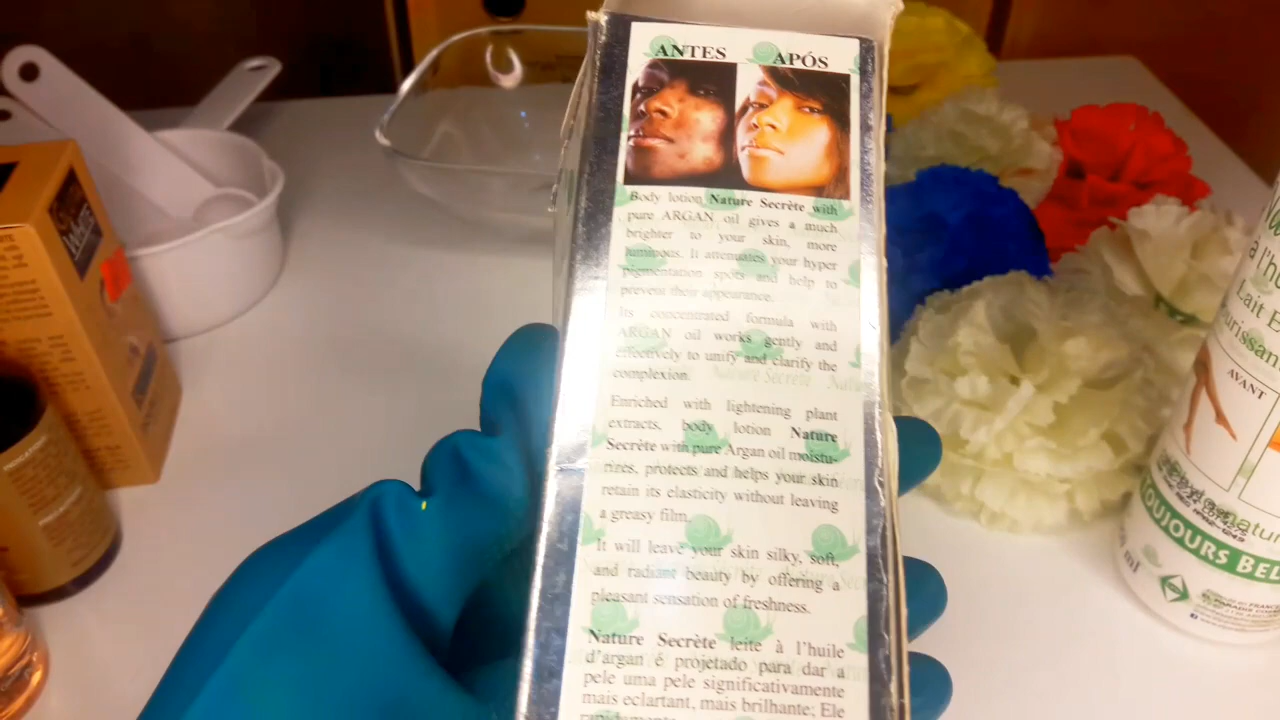 ANTES APÓS
Body lotion Nature Secrète with
pure ARGAN oil gives a much
brighter to your skin, more
luminous. It attenuates your hyper
pigmentation spots and help to
prevent their appearance.
Its concentrated formula with
ARGAN oil works gently and
effectively to unify and clarify the
complexion.
Enriched with lightening plant
extracts, body lotion Nature
Secrète with pure Argan oil moistu-
rizes, protects and helps your skin
retain its elasticity without leaving
a greasy film.
It will leave your skin silky, soft,
and radiant beauty by offering a
pleasant sensation of freshness.
Nature Secrète leite à l'huile
d'argan é projetado para dar a
pele uma pele significativamente
mais eclartant, mais brilhante; Ele
rapidamente
WHITE
à l'h
Lait E
AVANT
TOUJOURS BEL
ml